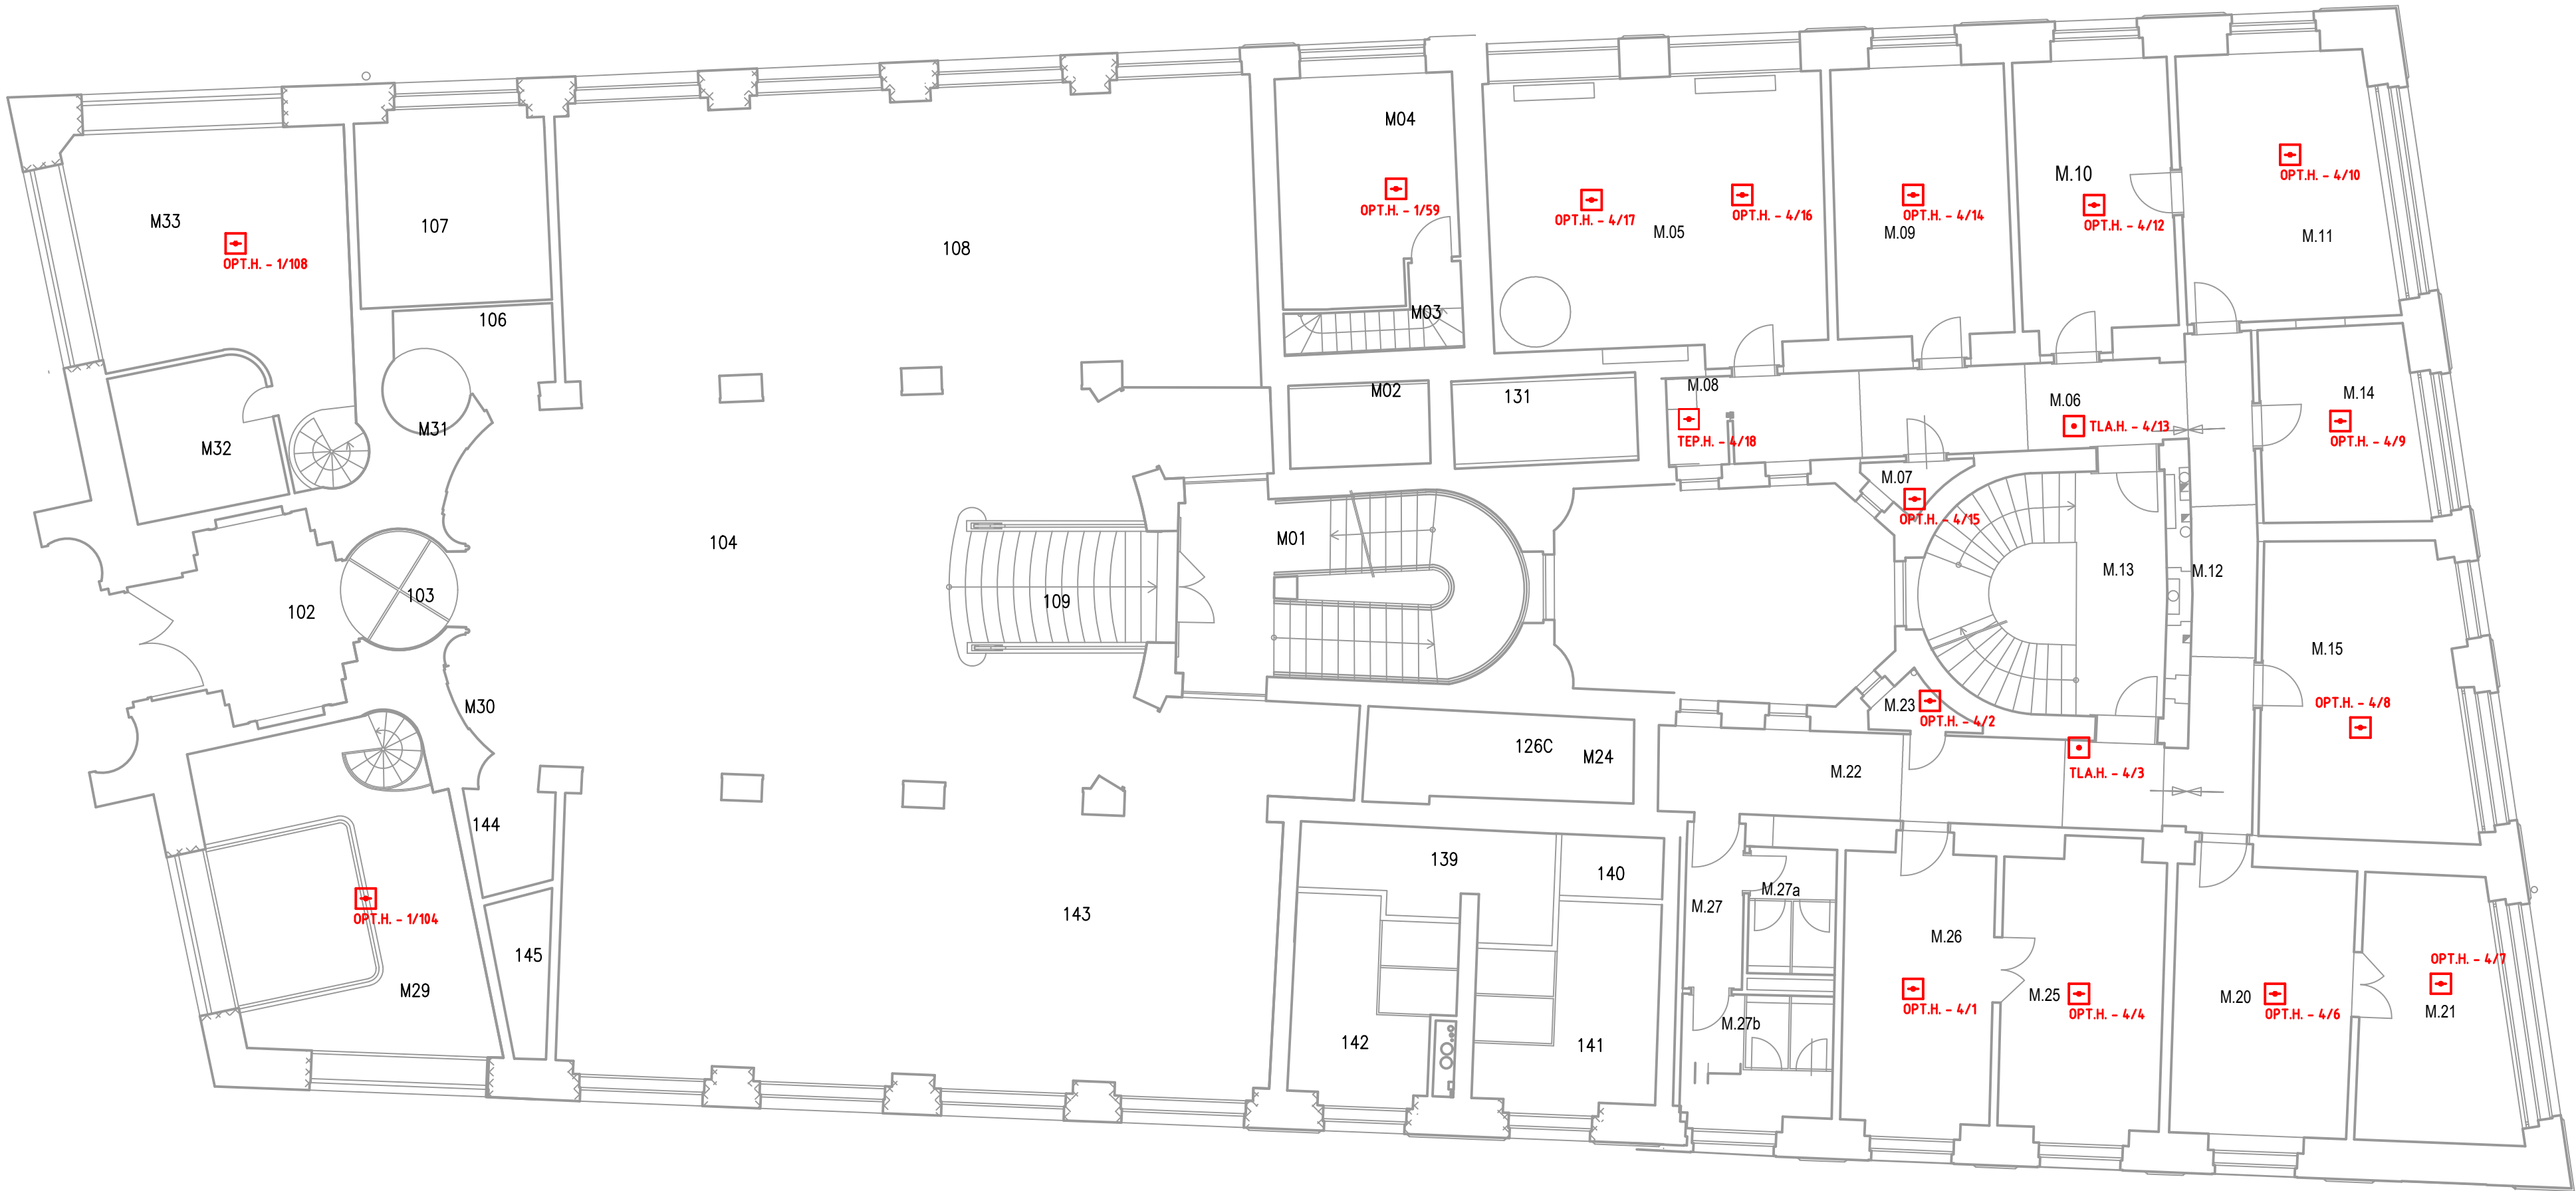 M04
M.10
OPT.H. - 4/10
OPT.H. - 1/59
OPT.H. - 4/17
OPT.H. - 4/16
OPT.H. - 4/14
OPT.H. - 4/12
M33
107
M.05
M.09
M.11
108
OPT.H. - 1/108
106
M03
M.08
M02
131
M.06
M.14
M31
TLA.H. - 4/13
M32
TEP.H. - 4/18
OPT.H. - 4/9
M.07
OPT.H. - 4/15
104
M01
M.13
M.12
103
109
102
M.15
M30
M.23
OPT.H. - 4/8
OPT.H. - 4/2
126C
M24
M.22
TLA.H. - 4/3
144
139
140
M.27a
M.27
OPT.H. - 1/104
143
M.26
145
OPT.H. - 4/7
M29
M.25
M.20
OPT.H. - 4/1
OPT.H. - 4/4
OPT.H. - 4/6
M.21
M.27b
142
141